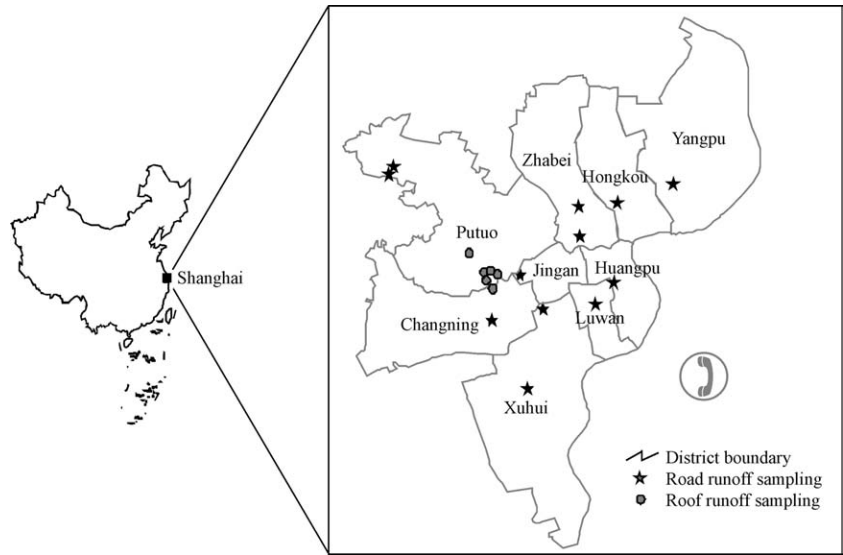 Shanghai
Yangpu
Zhabei
Hongkou
Putuo
Jingan
Huangpu
Changning
Luwan
Xuhui
District boundary
Road runoff sampling
Roof runoff sampling